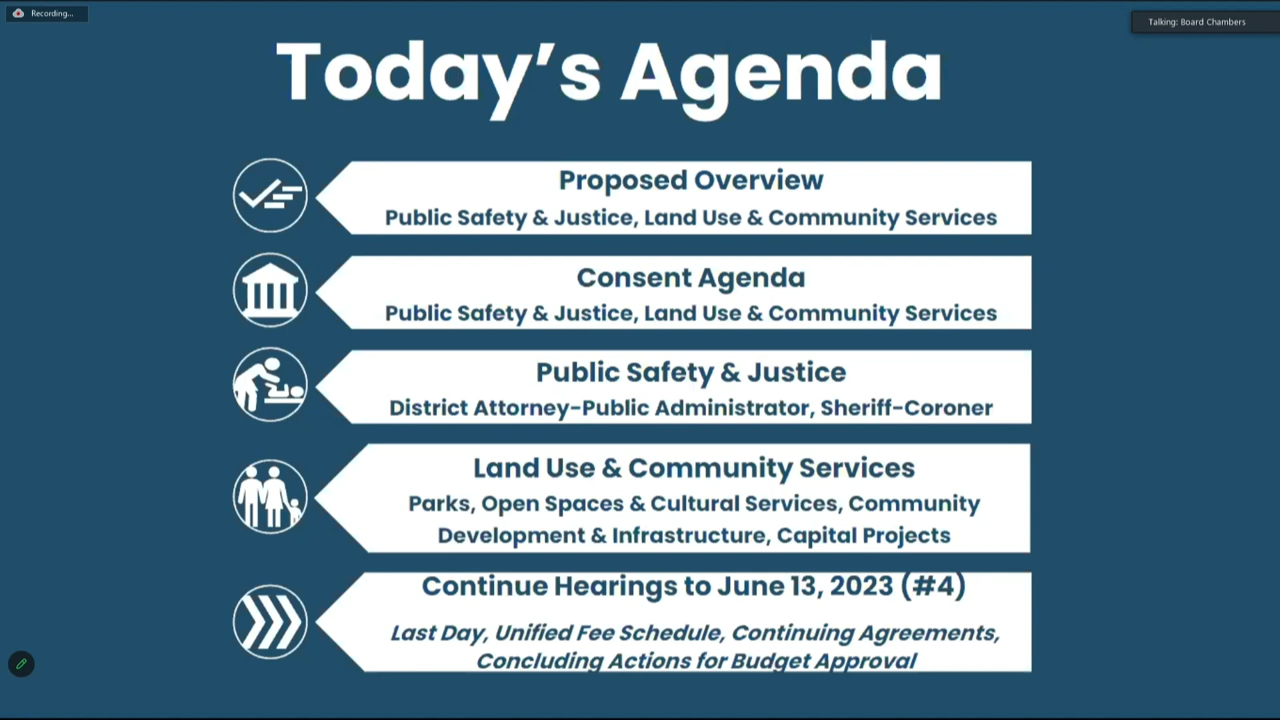 Recording...
Talking: Board Chambers
Today's Agenda
Proposed Overview
Public Safety & Justice, Land Use & Community Services
Consent Agenda
Public Safety & Justice, Land Use & Community Services
Public Safety & Justice
District Attorney-Public Administrator, Sheriff-Coroner
Land Use & Community Services
Parks, Open Spaces & Cultural Services, Community
Development & Infrastructure, Capital Projects
Continue Hearings to June 13, 2023 (#4)
Last Day, Unified Fee Schedule, Continuing Agreements,
Concluding Actions for Budget Approval